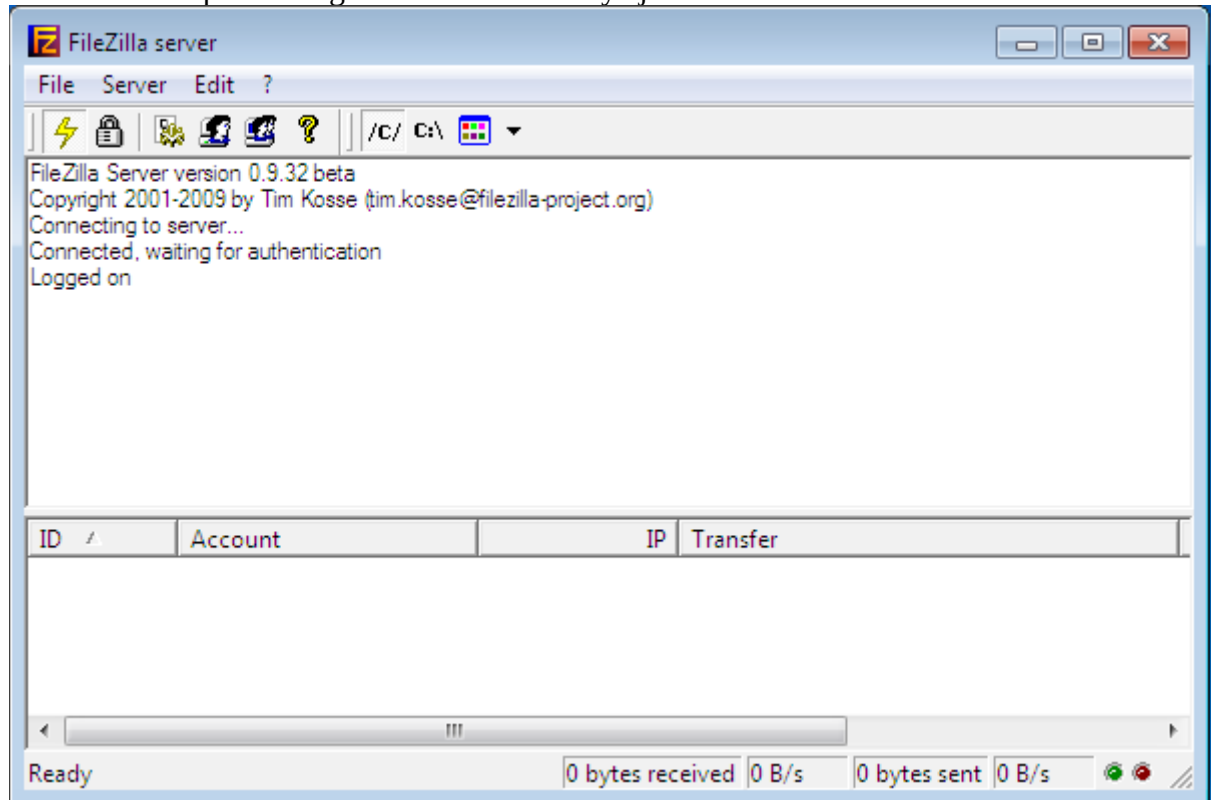 FileZilla server
File Server Edit ?
/C/ C:\
FileZilla Server version 0.9.32 beta
Copyright 2001-2009 by Tim Kosse (tim.kosse@filezilla-project.org)
Connecting to server...
Connected, waiting for authentication
Logged on
ID Account IP Transfer
Ready 0 bytes received 0 B/s 0 bytes sent 0 B/s